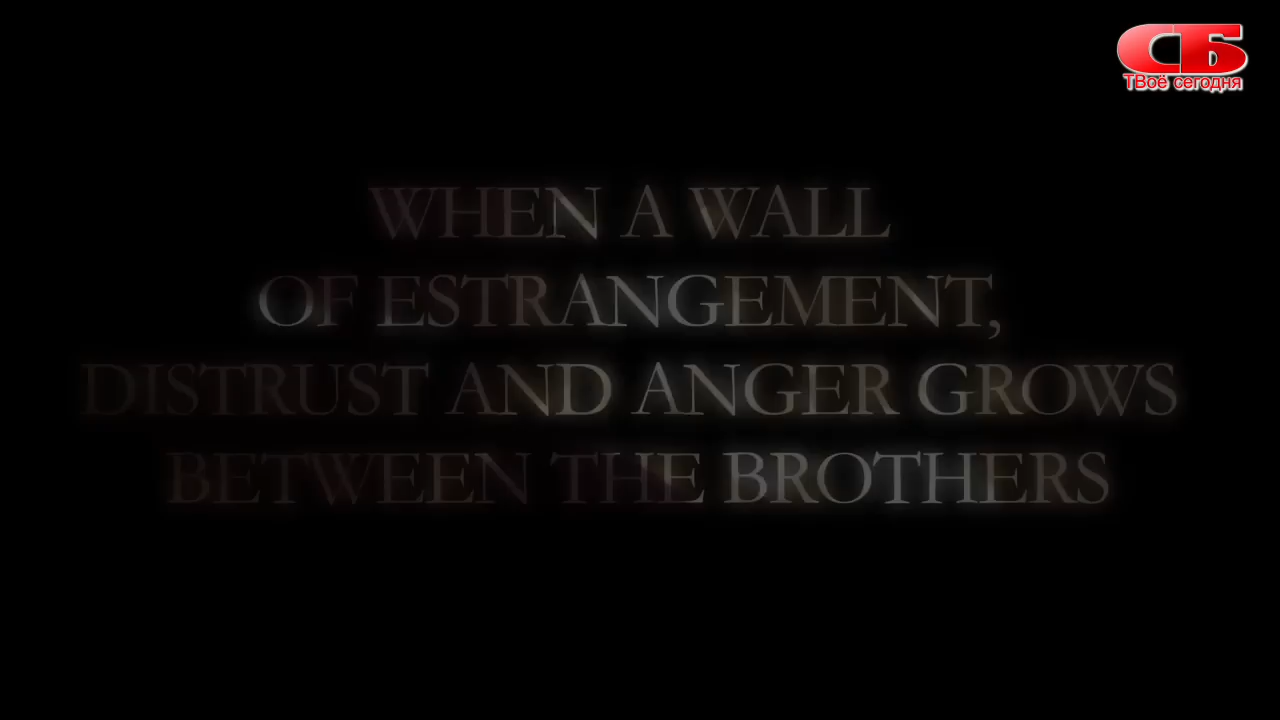 СБ
ТВоё сегодня
WHEN A WALL
OF ESTRANGEMENT,
DISTRUST AND ANGER GROWS
BETWEEN THE BROTHERS